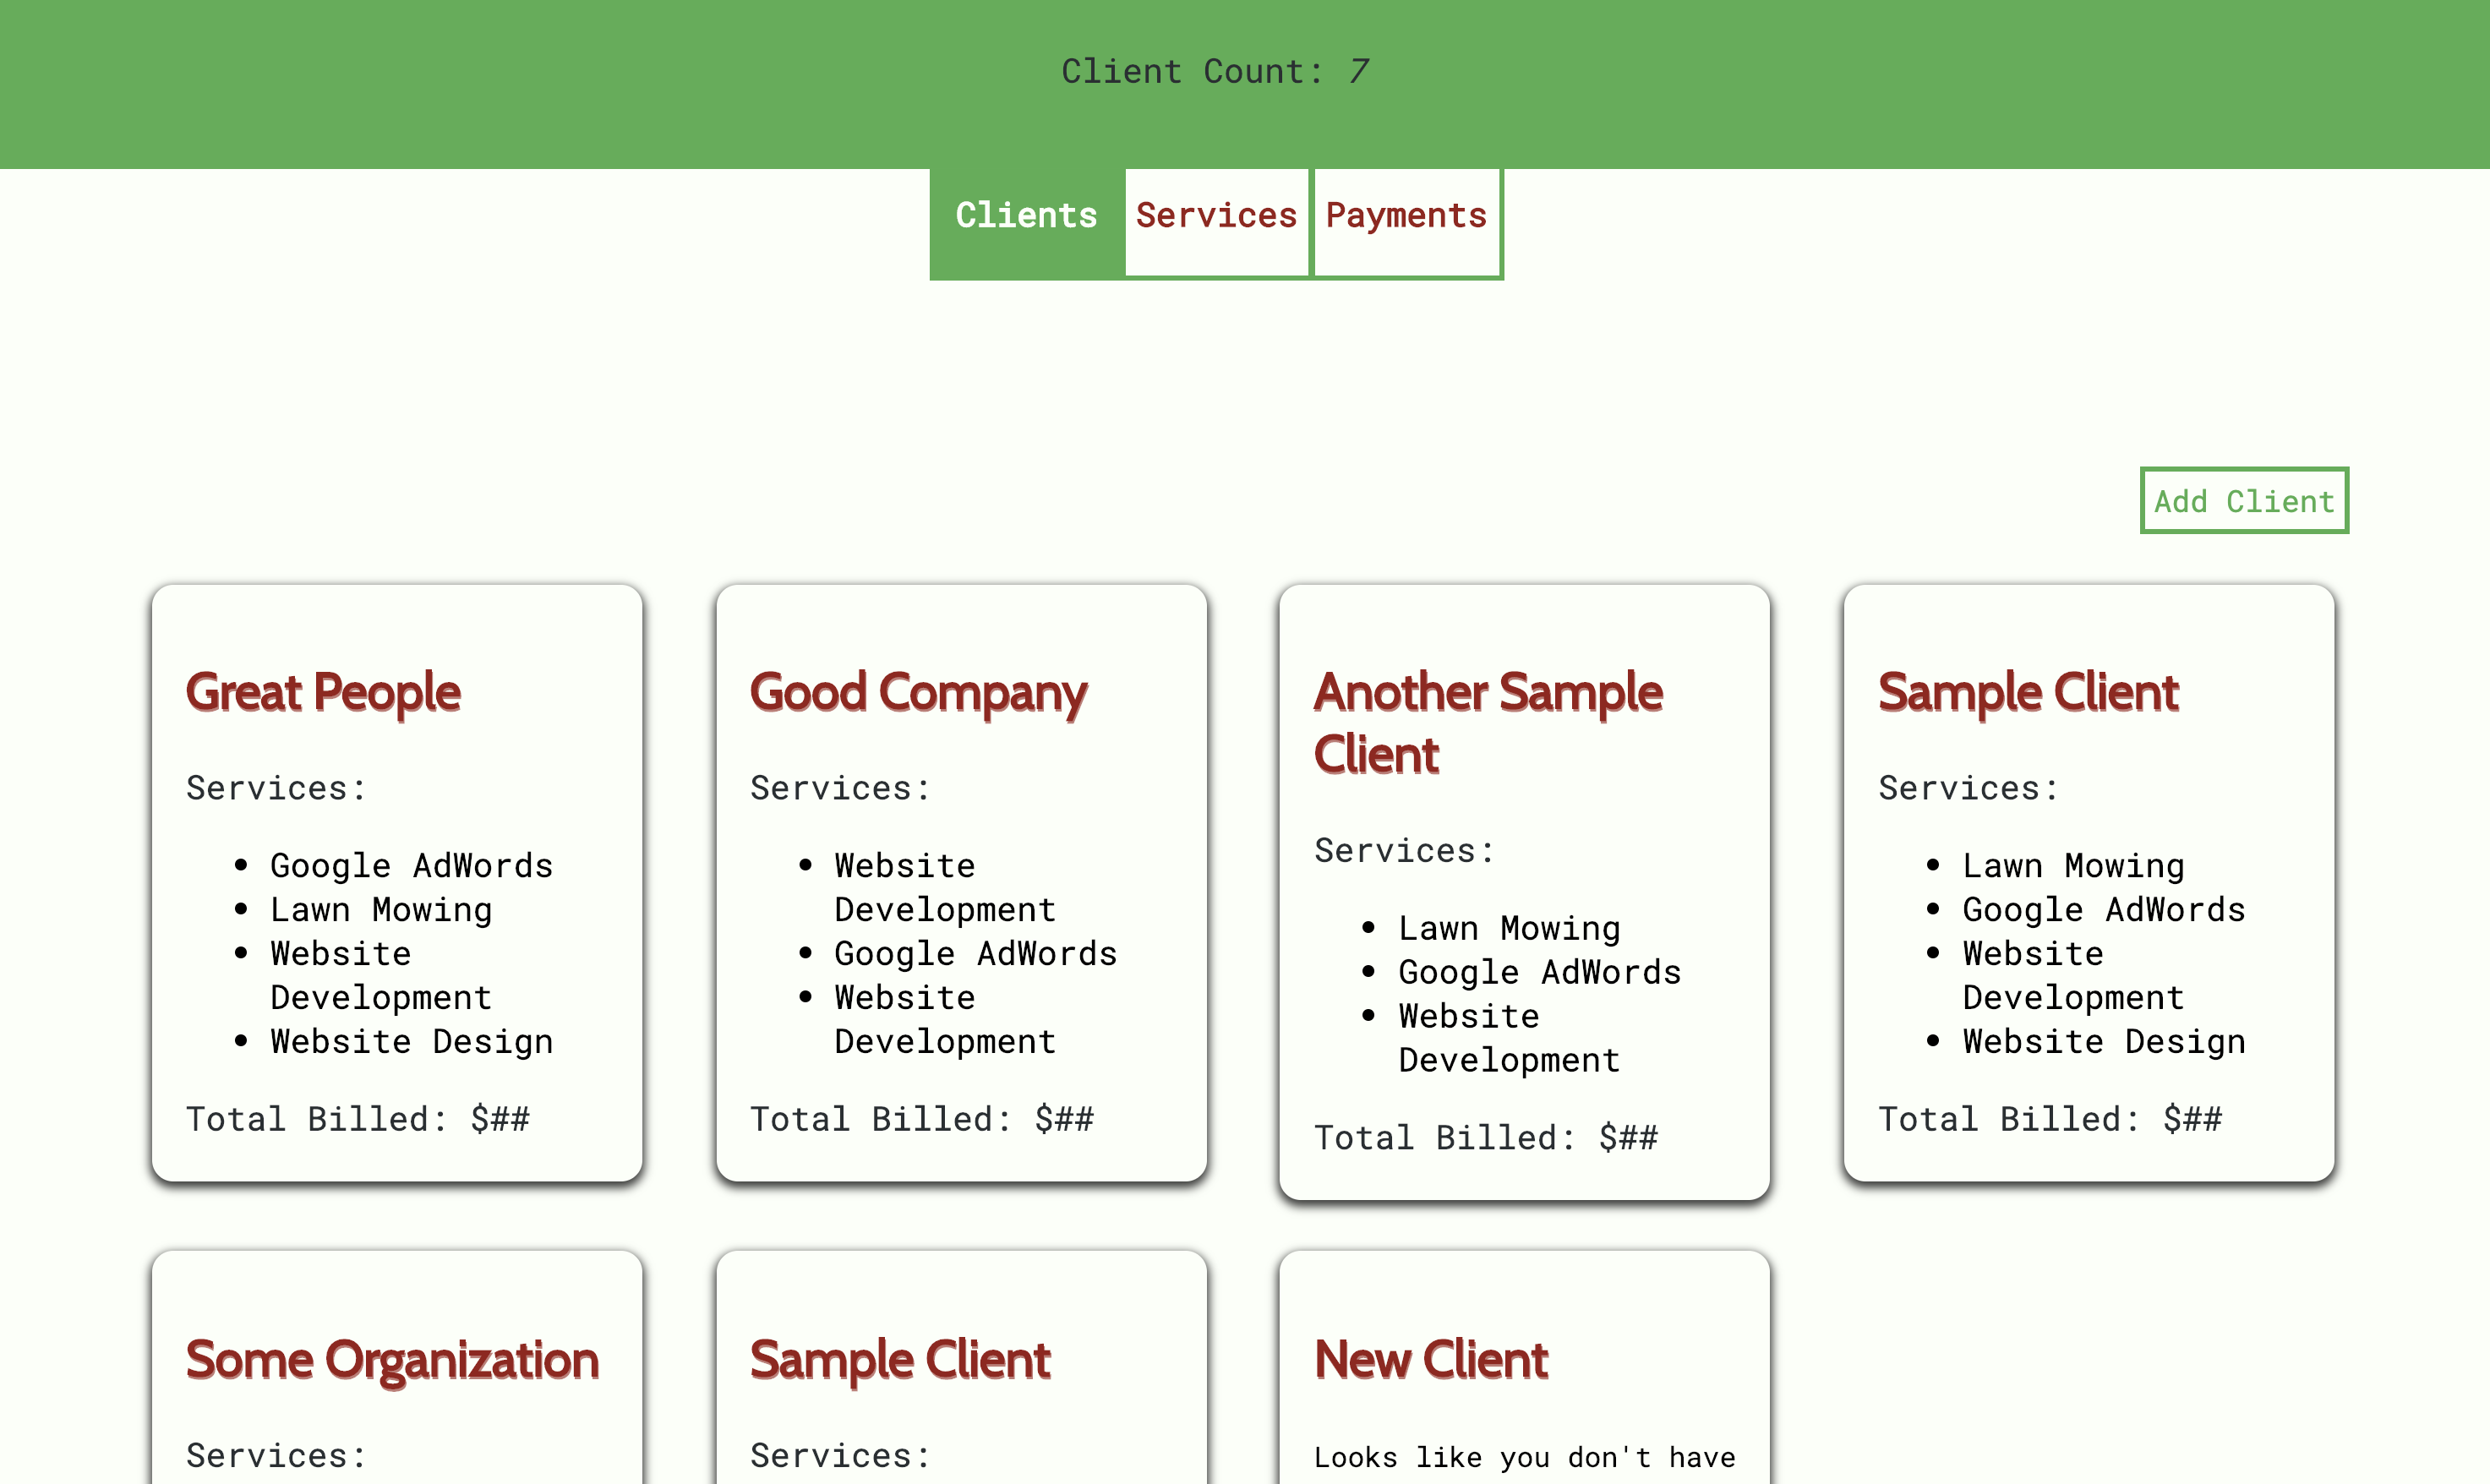 Client Count: 7
Clients
Services
Payments
Add Client
Great People
Services:
Google AdWords
Lawn Mowing
Website
Development
Website Design
Total Billed: $##
Good Company
Services:
Website
Development
Google AdWords
Website
Development
Total Billed: $##
Another Sample
Client
Services:
Lawn Mowing
Google AdWords
Website
Development
Total Billed: $##
Sample Client
Services:
Lawn Mowing
Google AdWords
Website
Development
Website Design
Total Billed: $##
Some Organization
Services:
Sample Client
Services:
New Client
Looks like you don't have